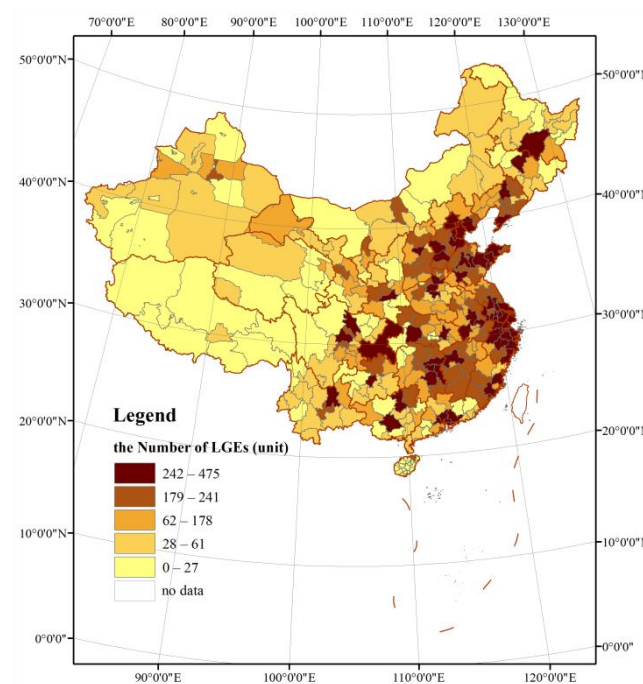 70°0'0"E 80°0'0"E 90°0'0"E 100°0'0"E 110°0'0"E 120°0'0"E 130°0'0"E
50°0'0"N 50°0'0"N
40°0'0"N 40°0'0"N
30°0'0"N 30°0'0"N
20°0'0"N 20°0'0"N
10°0'0"N 10°0'0"N
0°0'0" 0°0'0"
Legend
the Number of LGEs (unit)
242 – 475
179 – 241
62 – 178
28 – 61
0 – 27
no data
90°0'0"E 100°0'0"E 110°0'0"E 120°0'0"E